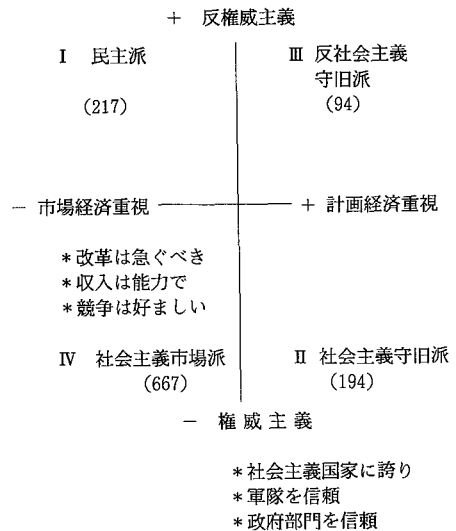 + 反権威主義
Ⅰ 民主派
Ⅲ 反社会主義
守旧派
(217)
(94)
- 市場経済重視
+ 計画経済重視
*改革は急ぐべき
*収入は能力で
*競争は好ましい
Ⅳ 社会主義市場派
(667)
Ⅱ 社会主義守旧派
(194)
- 権威主義
*社会主義国家に誇り
*軍隊を信頼
*政府部門を信頼